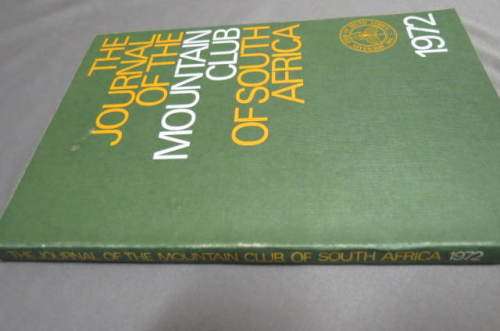 THE
JOURNAL
OF THE
MOUNTAIN
CLUB
OF SOUTH
AFRICA
1972
THE JOURNAL OF THE MOUNTAIN CLUB OF SOUTH AFRICA 1972